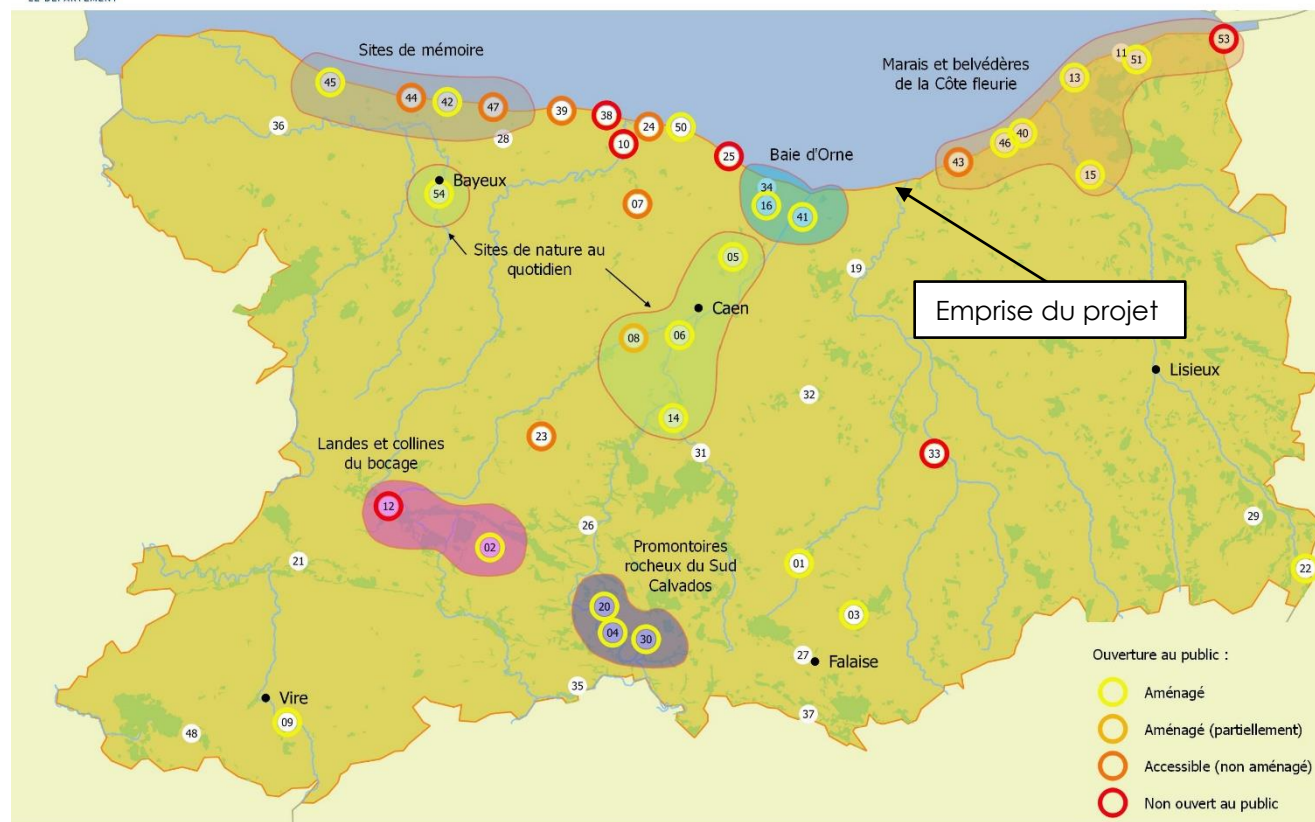 LE DÉPARTEMENT
Sites de mémoire
Marais et belvédères
de la Côte fleurie
53
11
51
13
45
44
42
47
39
38
24
50
36
28
10
25
46
40
43
15
Baie d'Orne
34
16
41
Bayeux
54
07
Sites de nature au
quotidien
05
19
Emprise du projet
Caen
08
06
Lisieux
32
14
23
31
33
Landes et collines
du bocage
12
02
26
29
21
Promontoires
rocheux du Sud
Calvados
01
22
20
04
30
03
27
Falaise
35
37
Vire
09
48
Ouverture au public :
Aménagé
Aménagé (partiellement)
Accessible (non aménagé)
Non ouvert au public